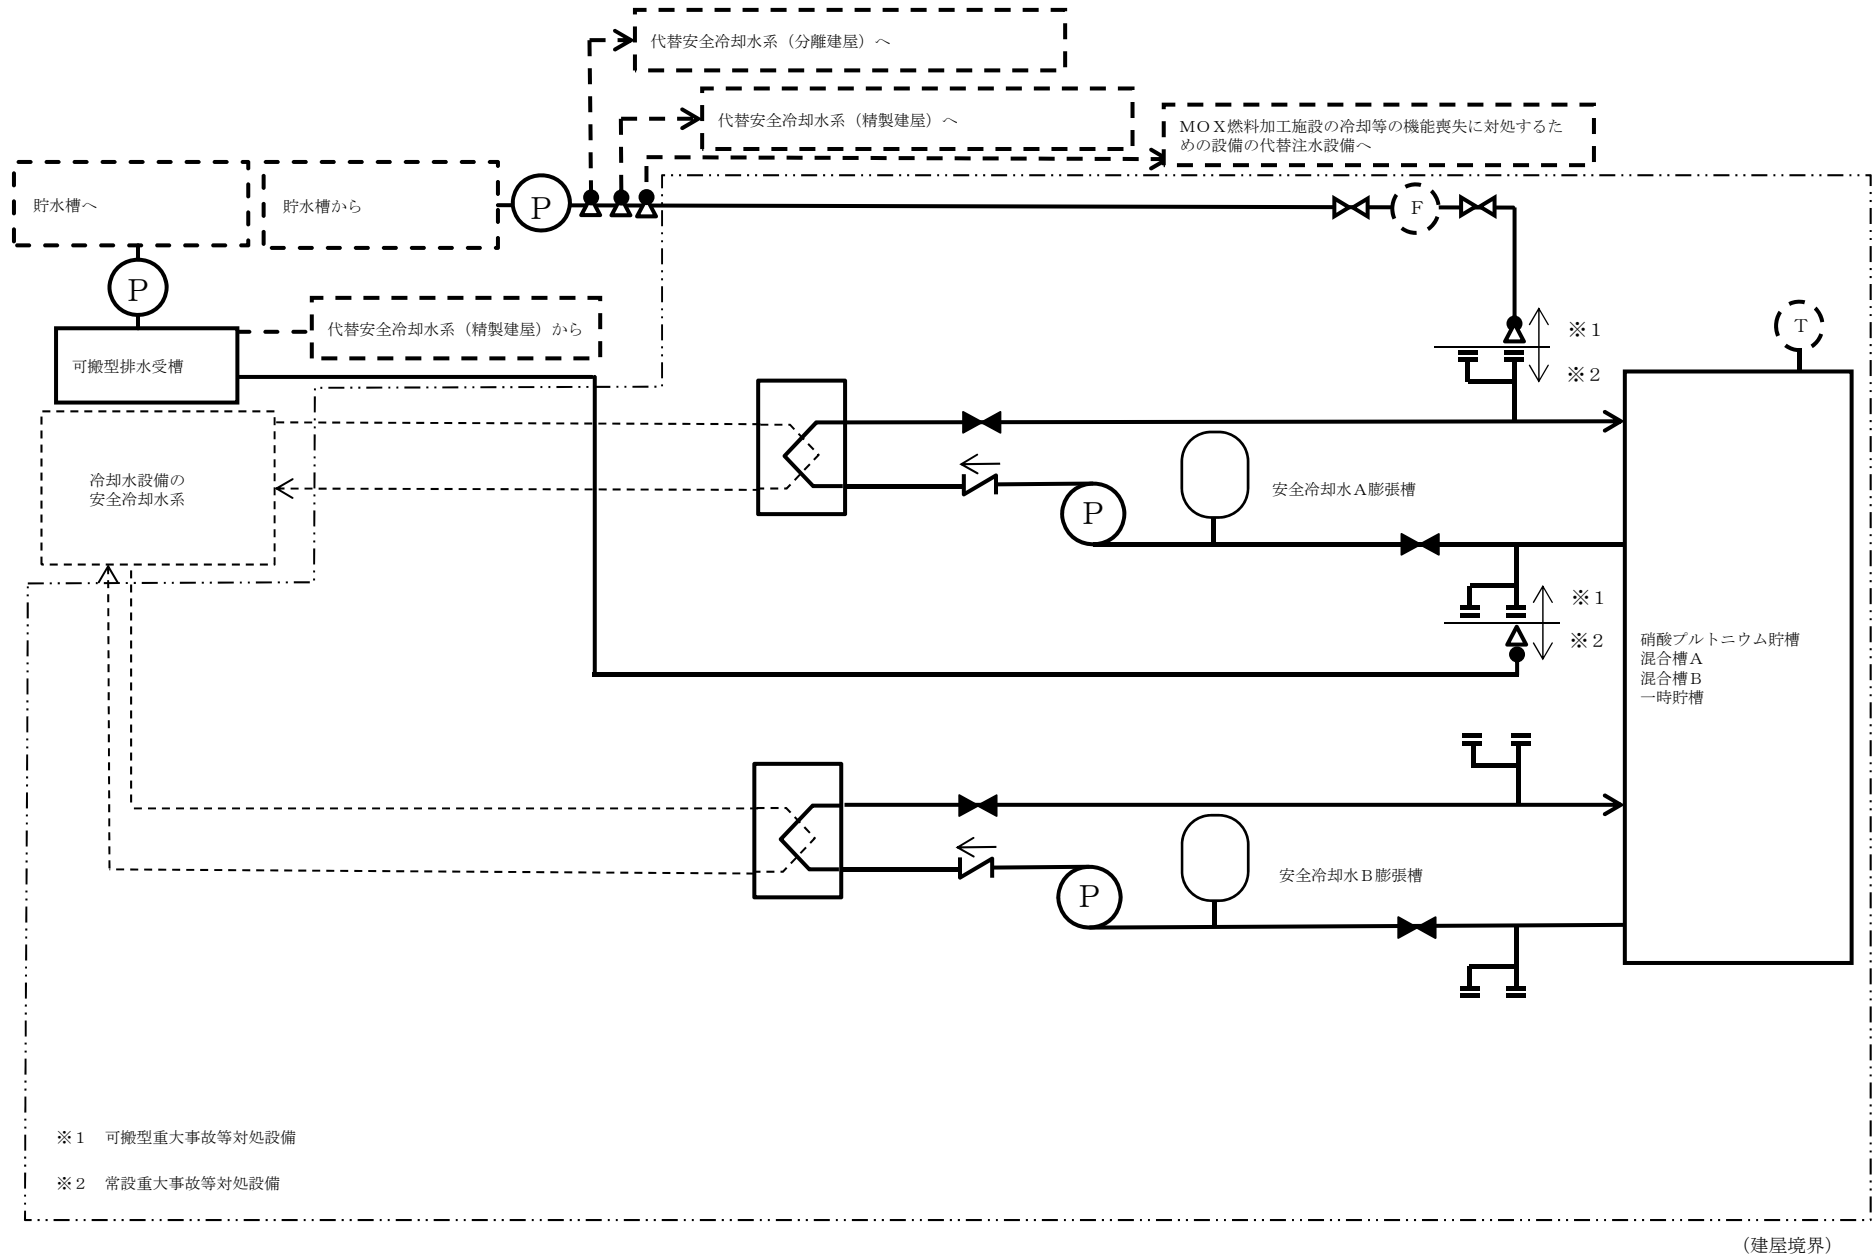 代替安全冷却水系（分離建屋）へ
代替安全冷却水系（精製建屋）へ
ＭＯＸ燃料加工施設の冷却等の機能喪失に対処するた
めの設備の代替注水設備へ
貯水槽へ
貯水槽から
Ｐ
Ｆ
Ｐ
代替安全冷却水系（精製建屋）から
※１
Ｔ
可搬型排水受槽
※２
冷却水設備の
安全冷却水系
安全冷却水Ａ膨張槽
Ｐ
※１
※２
硝酸プルトニウム貯槽
混合槽Ａ
混合槽Ｂ
一時貯槽
安全冷却水Ｂ膨張槽
Ｐ
※１　可搬型重大事故等対処設備
※２　常設重大事故等対処設備
（建屋境界）